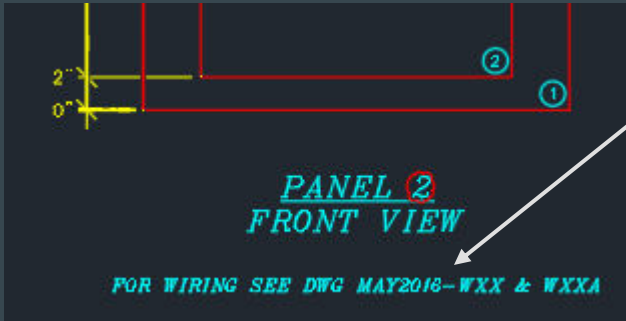 2"
2
0"
1
PANEL 2
FRONT VIEW
FOR WIRING SEE DWG MAY2016-WXX & WXXA